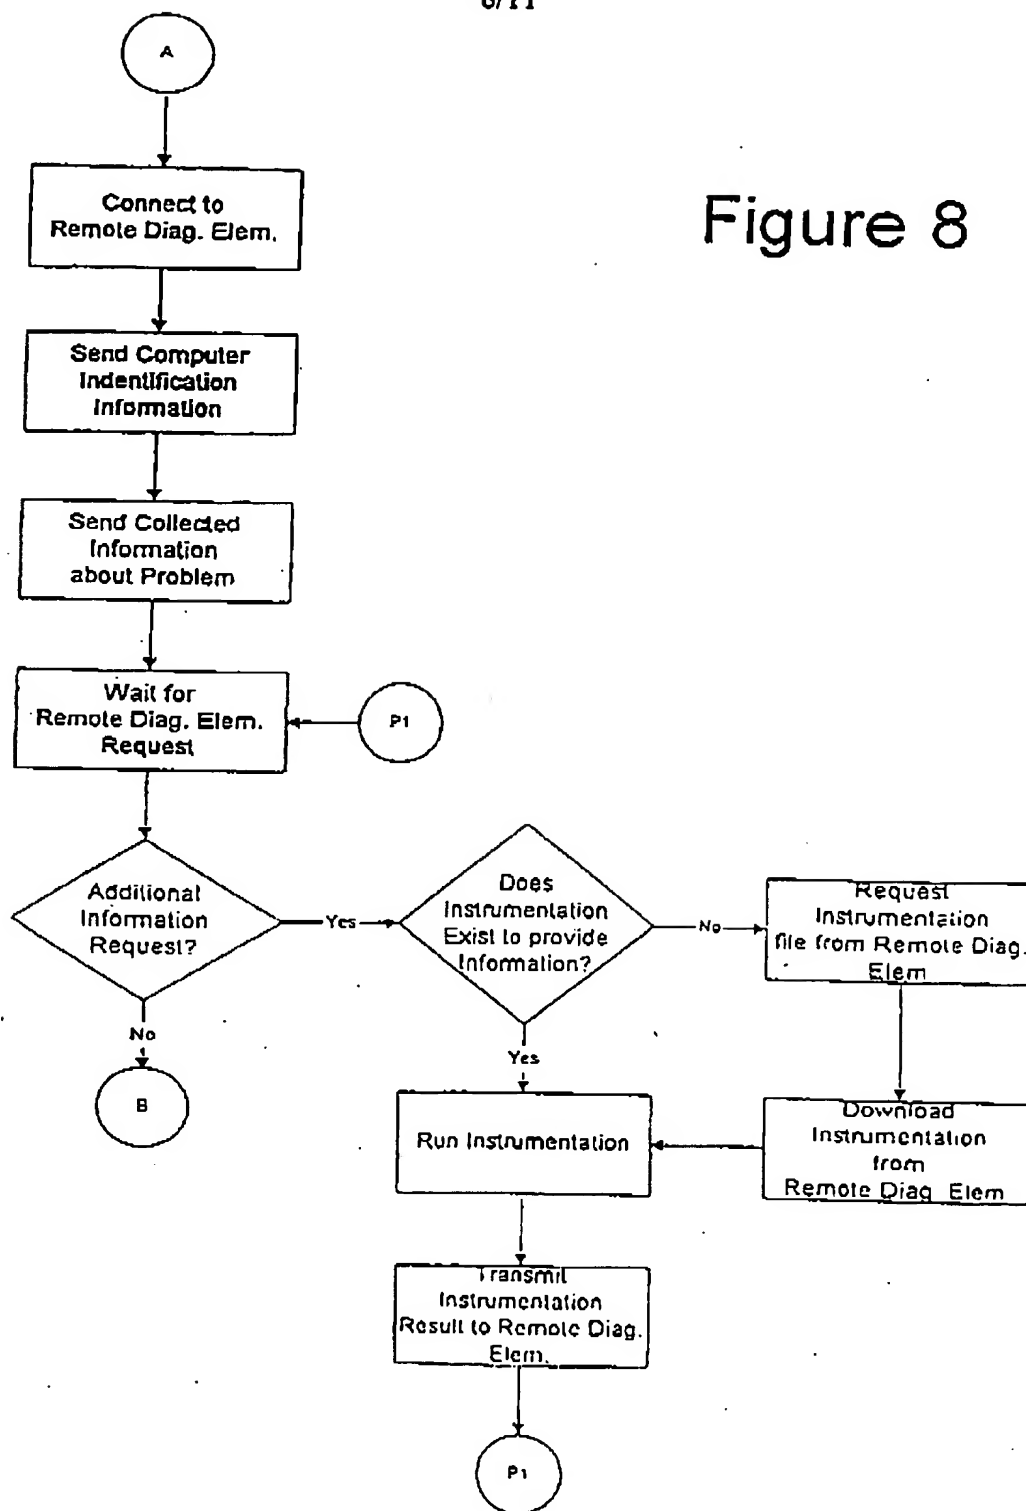 8/11
A
Figure 8
Connect to
Remote Diag. Elem.
Send Computer
Indentification
Information
Send Collected
Information
about Problem
Wait for
Remote Diag. Elem.
Request
P1
Additional
Information
Request?
Yes
Does
Instrumentation
Exist to provide
Information?
No
Request
Instrumentation
file from Remote Diag.
Elem
No
B
Yes
Run Instrumentation
Download
Instrumentation
from
Remote Diag Elem
Transmit
Instrumentation
Result to Remote Diag.
Elem.
P1